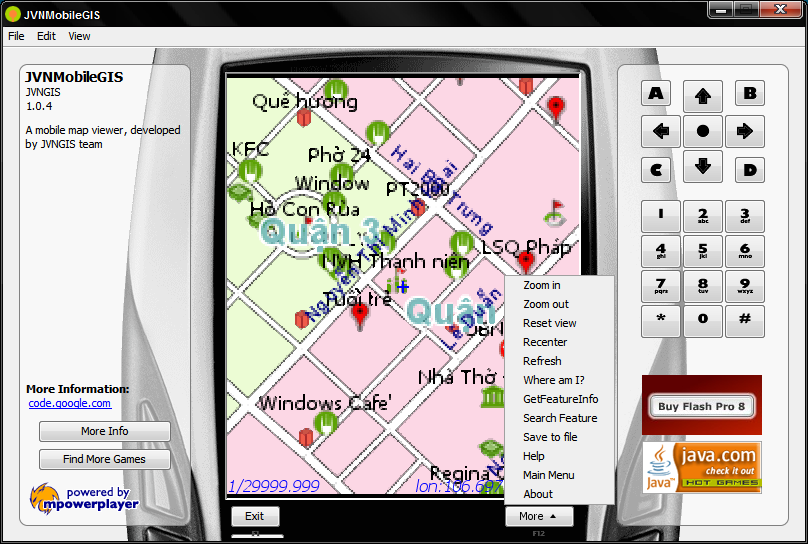 JVNMobileGIS
File Edit View
JVNMobileGIS
JVNGIS
1.0.4
A mobile map viewer, developed
by JVNGIS team
More Information:
code.google.com
More Info
Find More Games
powered by
mpowerplayer
Quê hương
KFC
Phở 24
Hai Bà
Trưng
Window
PT2000
Hồ Con Rùa
Quận 3
Nguyễn Thị Minh
LSQ Pháp
NVH Thanh niên
Tuổi trẻ
Quận
Lê Duẩn
Nhà Thờ
Windows Cafe'
Regina
1/29999.999
lon:106.697
Zoom in
Zoom out
Reset view
Recenter
Refresh
Where am I?
GetFeatureInfo
Search Feature
Save to file
Help
Main Menu
About
Exit
More
F12
A
B
C
D
1
2 abc
3 def
4 ghi
5 jkl
6 mno
7 pqrs
8 tuv
9 wxyz
*
0
#
Buy Flash Pro 8
java.com
check it out
Java
HOT GAMES